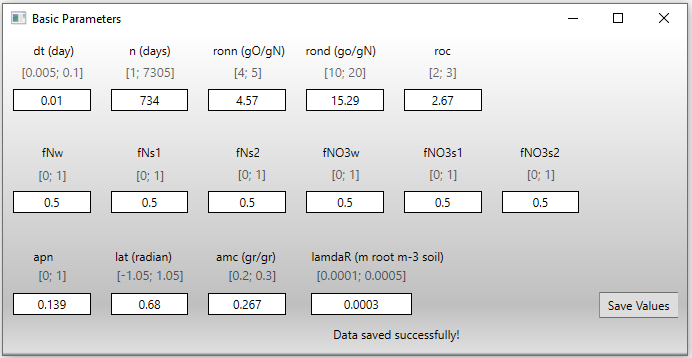 Basic Parameters
dt (day) n (days) ronn (gO/gN) rond (go/gN) roc
[0.005; 0.1] [1; 7305] [4; 5] [10; 20] [2; 3]
0.01 734 4.57 15.29 2.67
fNw fNs1 fNs2 fNO3w fNO3s1 fNO3s2
[0; 1] [0; 1] [0; 1] [0; 1] [0; 1] [0; 1]
0.5 0.5 0.5 0.5 0.5 0.5
apn lat (radian) amc (gr/gr) lamdaR (m root m-3 soil)
[0; 1] [-1.05; 1.05] [0.2; 0.3] [0.0001; 0.0005]
0.139 0.68 0.267 0.0003 Save Values
Data saved successfully!